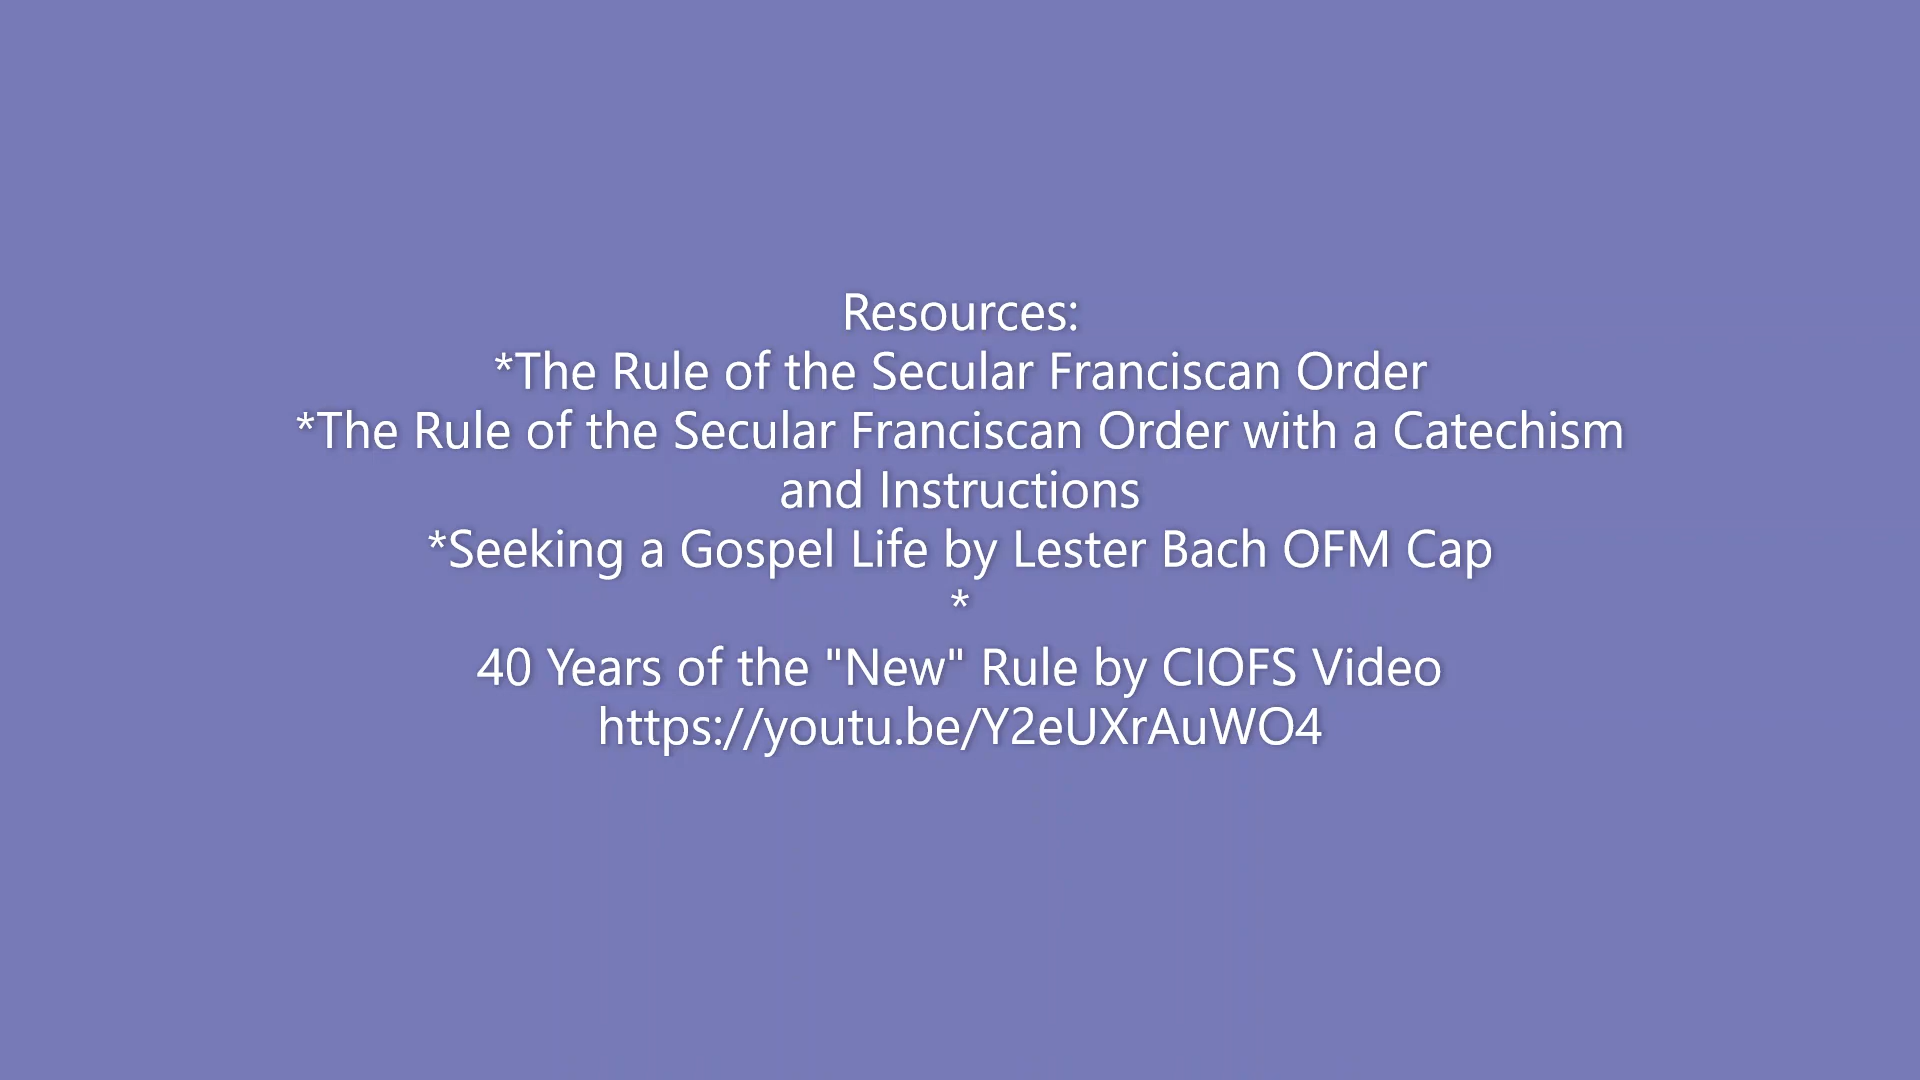 Resources:
*The Rule of the Secular Franciscan Order
*The Rule of the Secular Franciscan Order with a Catechism
and Instructions
*Seeking a Gospel Life by Lester Bach OFM Cap
*
40 Years of the "New" Rule by CIOFS Video
https://youtu.be/Y2eUXrAuWO4